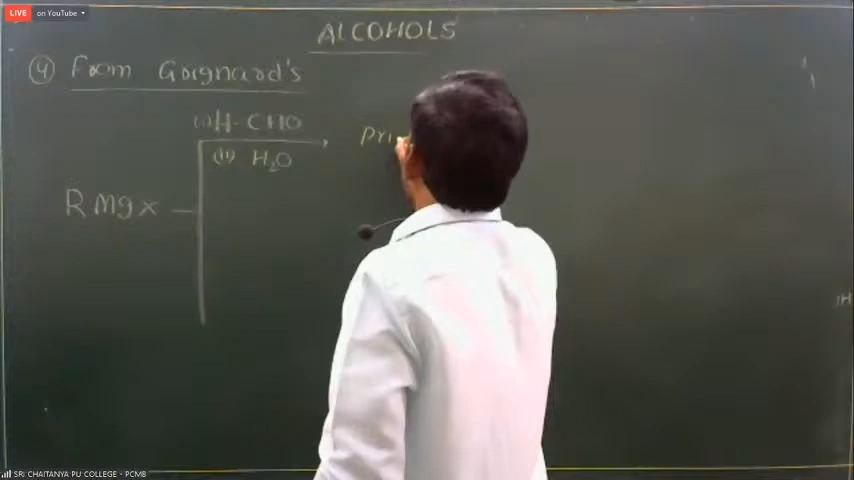 LIVE on YouTube
ALCOHOLS
4 From Grignard's
(i) H-CHO
(ii) H2O
Pri
R Mg X
SRI CHAITANYA PU COLLEGE - PCMB